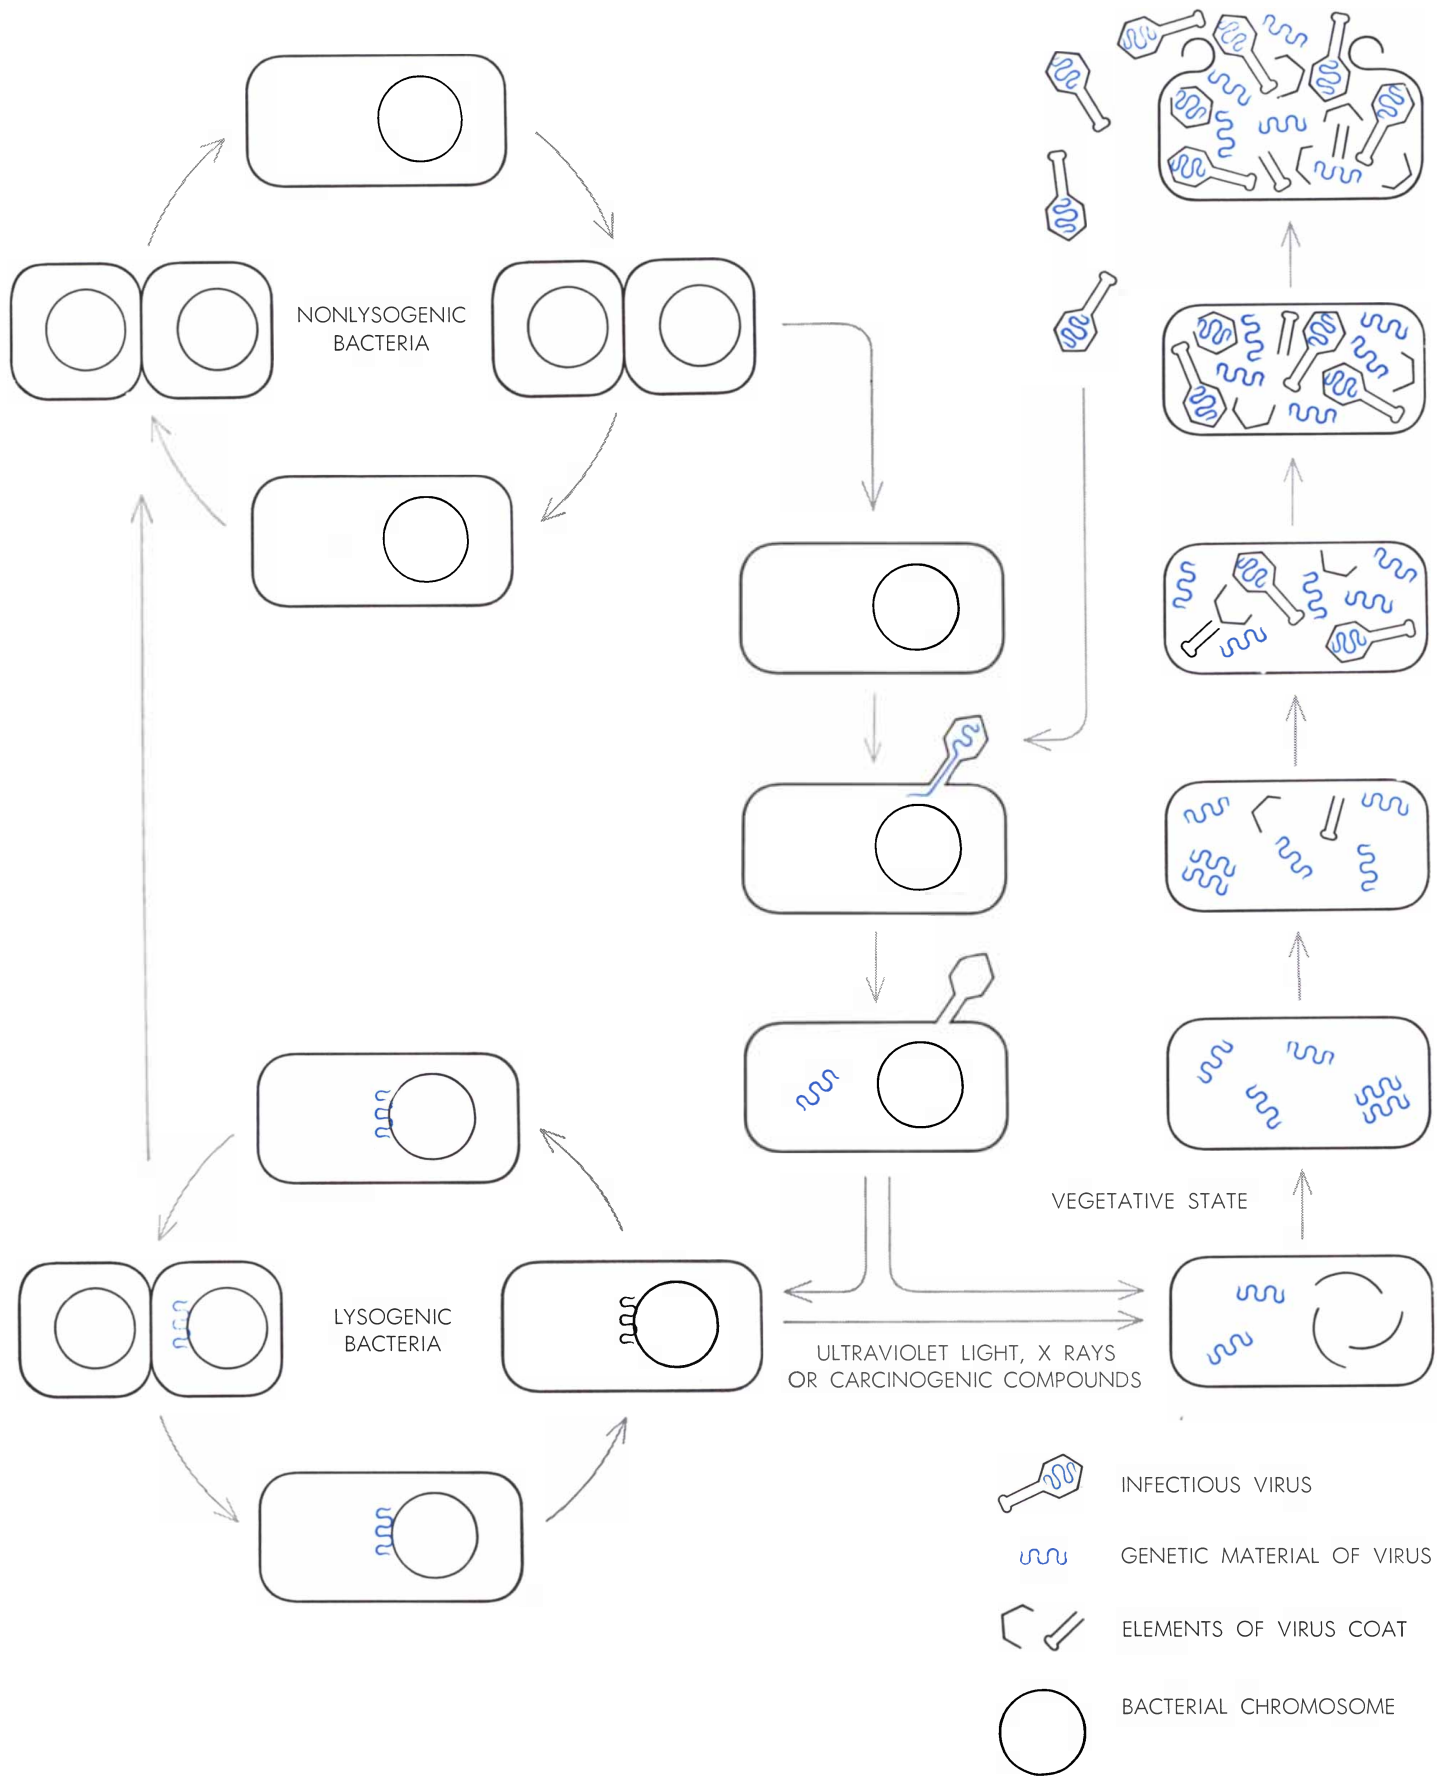 NONLYSOGENIC
BACTERIA
VEGETATIVE STATE
LYSOGENIC
BACTERIA
ULTRAVIOLET LIGHT, X RAYS
OR CARCINOGENIC COMPOUNDS
INFECTIOUS VIRUS
GENETIC MATERIAL OF VIRUS
ELEMENTS OF VIRUS COAT
BACTERIAL CHROMOSOME